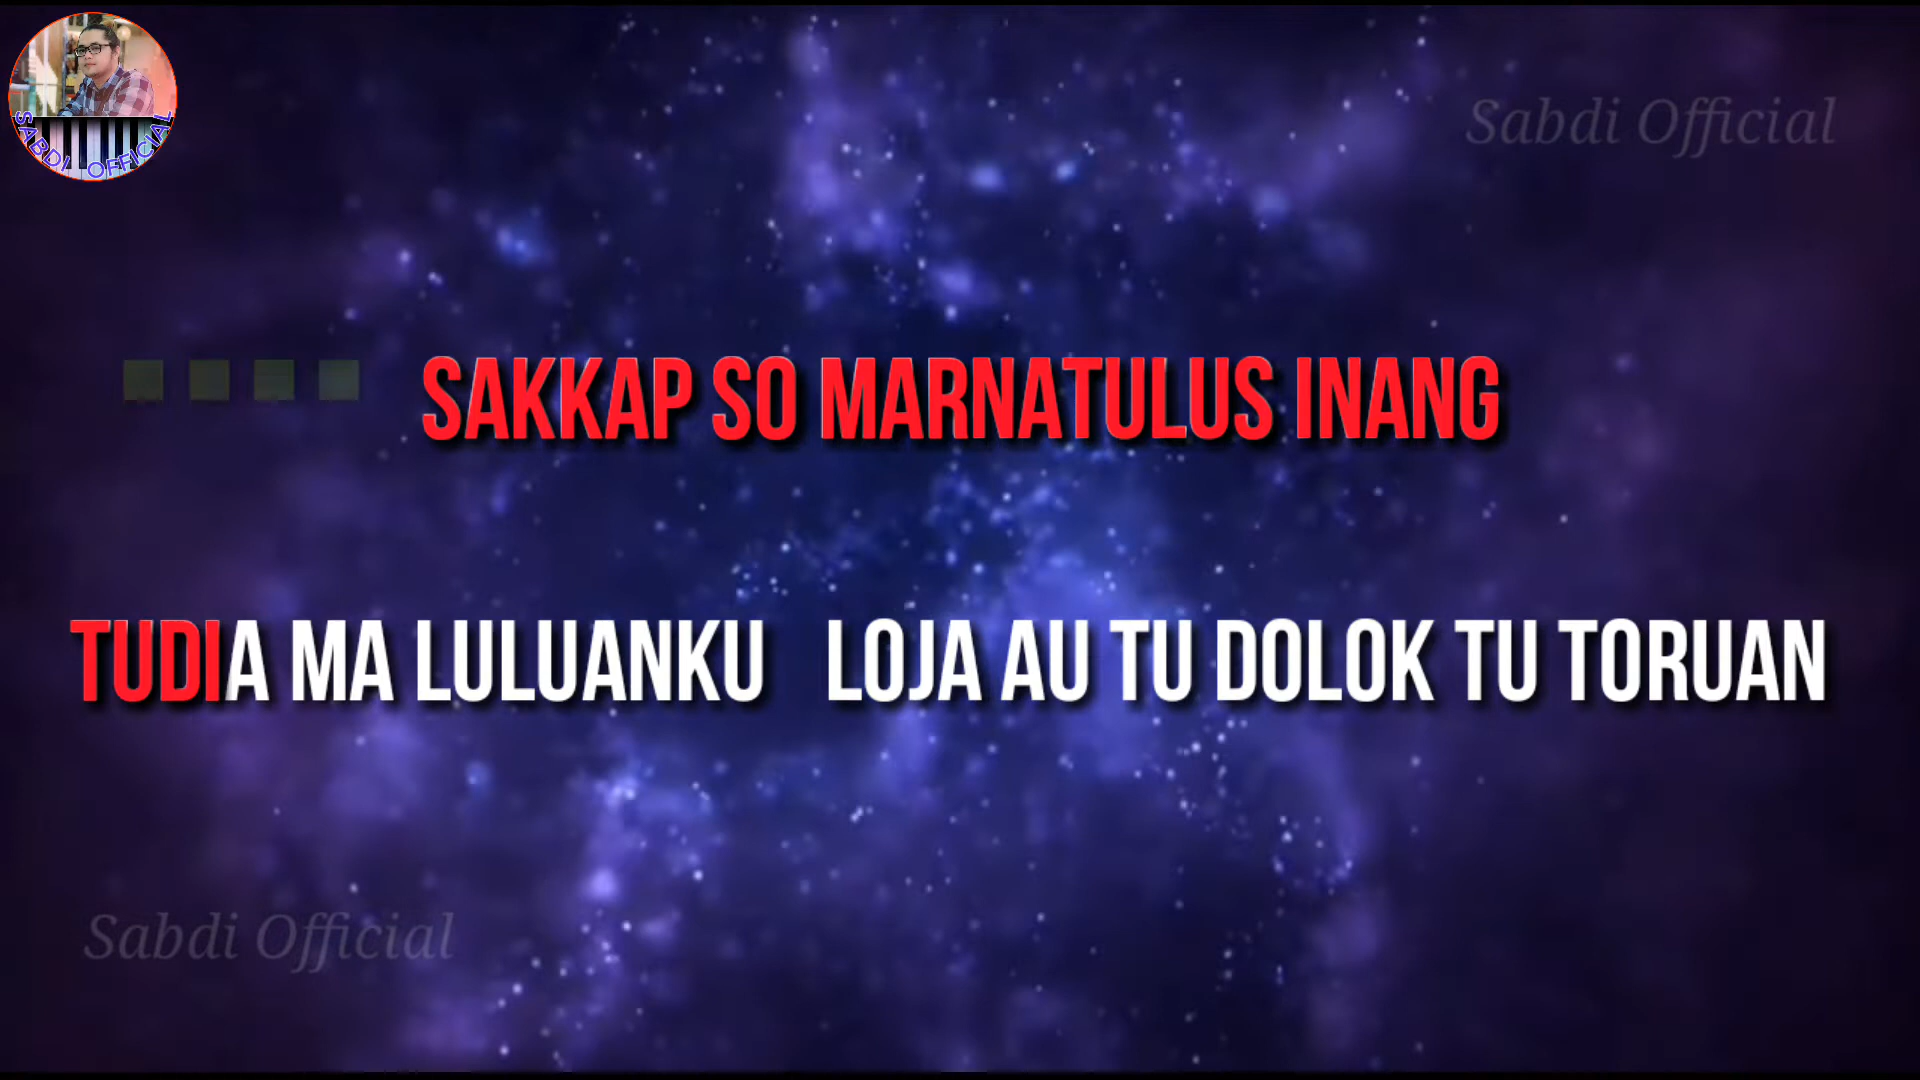 SABDI OFFICIAL
Sabdi Official
SAKKAP SO MARNATULUS INANG
TUDIA MA LULUANKU LOJA AU TU DOLOK TU TORUAN
Sabdi Official